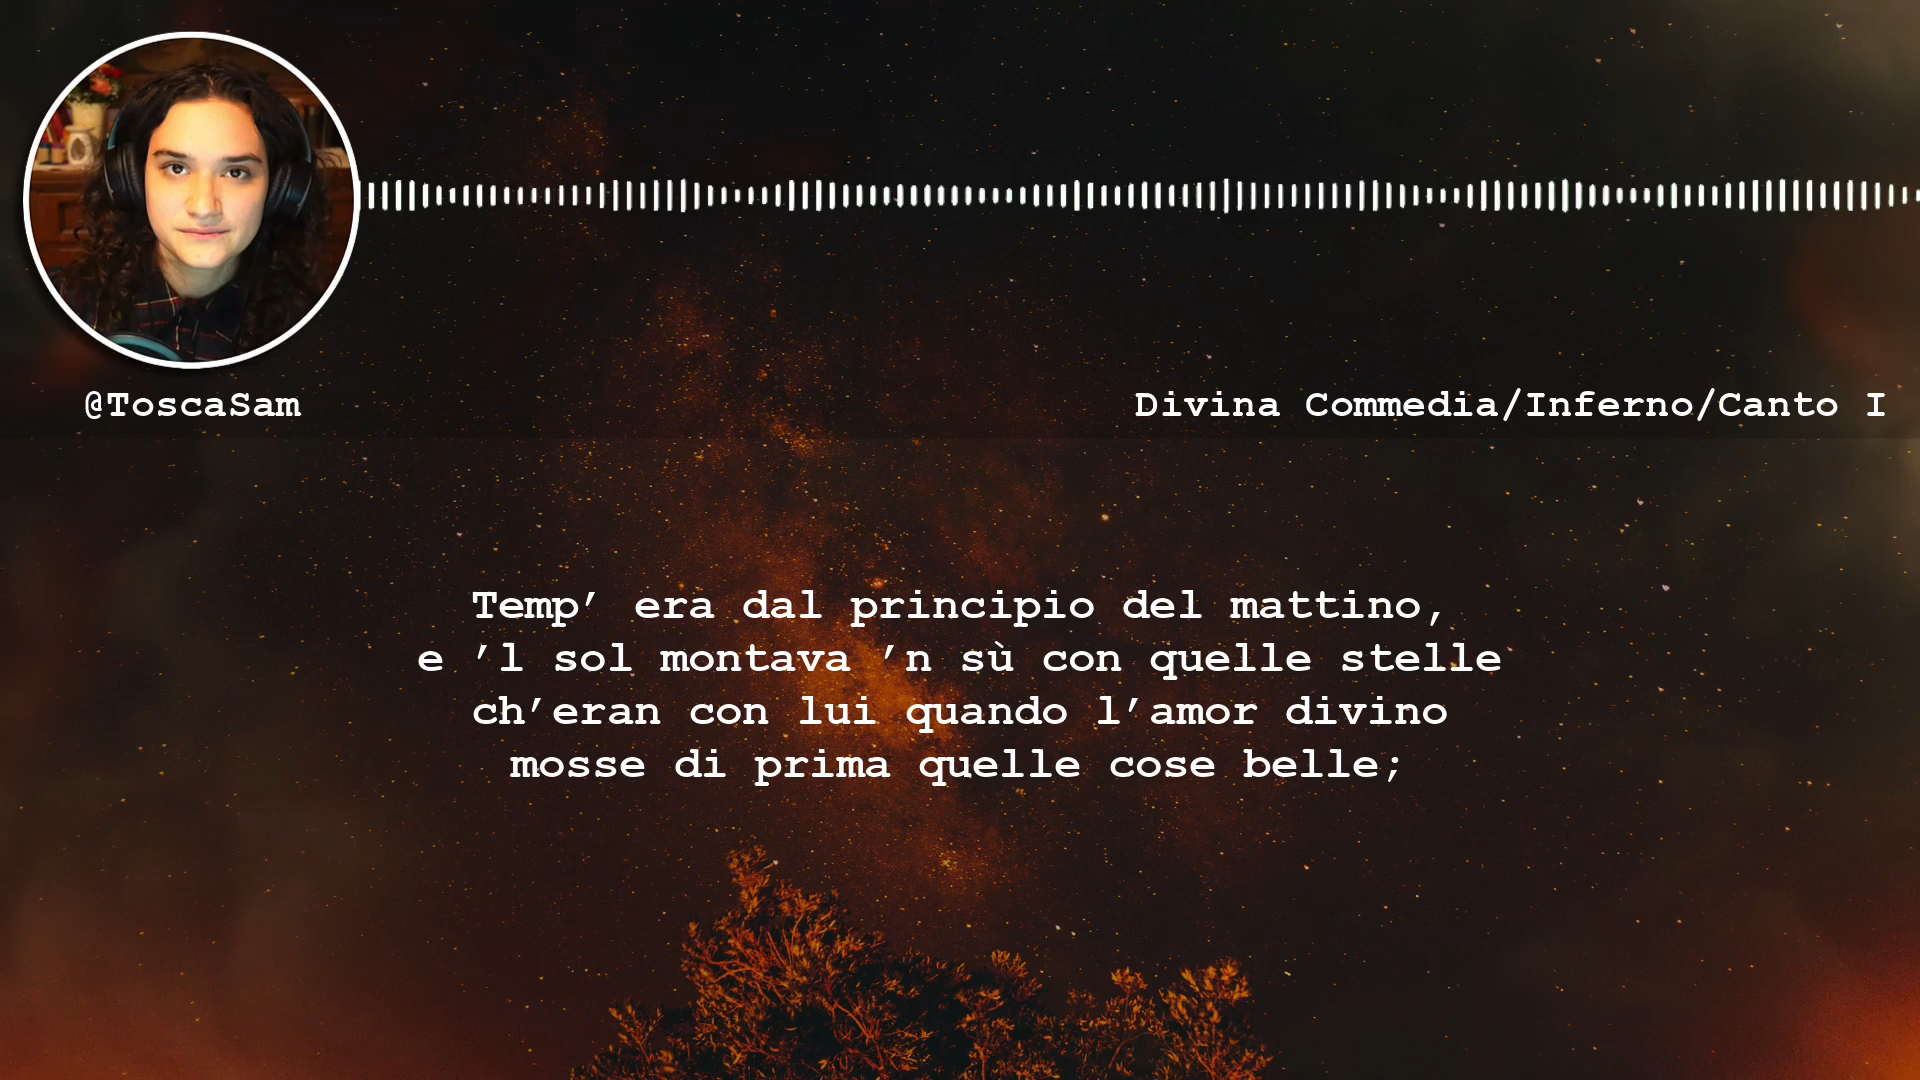 @ToscaSam
Divina Commedia/Inferno/Canto I
Temp’ era dal principio del mattino,
e ’l sol montava ’n sù con quelle stelle
ch’eran con lui quando l’amor divino
mosse di prima quelle cose belle;